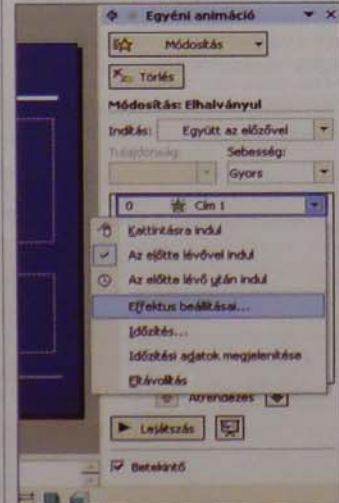 Egyéni animáció
Módosítás
Törlés
Módosítás: Elhalványul
Indítás: Együtt az előzővel
Tulajdonság: Sebesség:
Gyors
0 Cím 1
Kattintásra indul
Az előtte lévővel indul
Az előtte lévő után indul
Effektus beállításai...
Időzítés...
Időzítési adatok megjelenítése
Eltávolítás
Átrendezés
Lejátszás
Betekintő